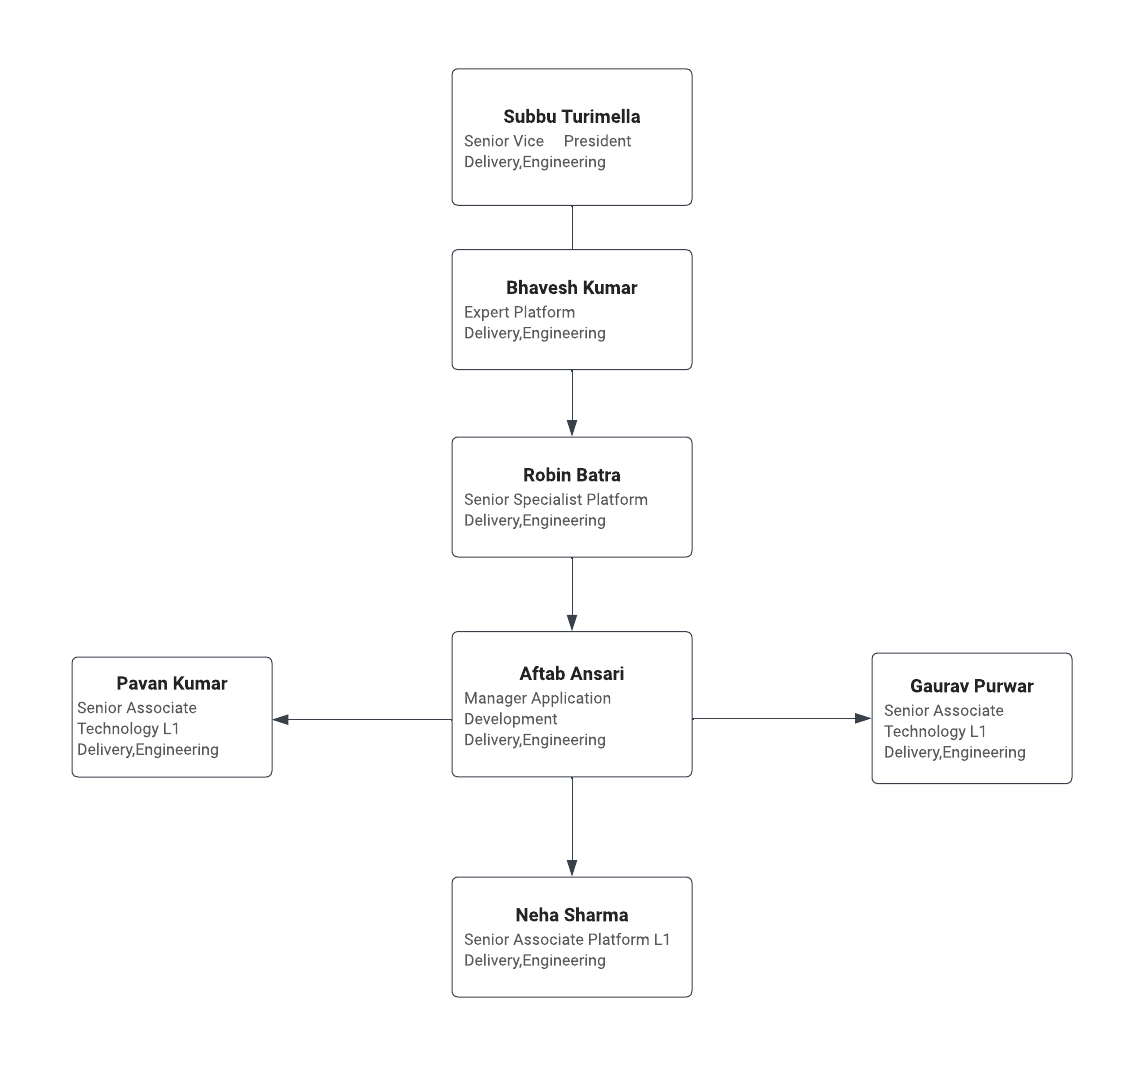 Subbu Turimella
Senior Vice President
Delivery,Engineering
Bhavesh Kumar
Expert Platform
Delivery,Engineering
Robin Batra
Senior Specialist Platform
Delivery,Engineering
Pavan Kumar
Senior Associate
Technology L1
Delivery,Engineering
Aftab Ansari
Manager Application
Development
Delivery,Engineering
Gaurav Purwar
Senior Associate
Technology L1
Delivery,Engineering
Neha Sharma
Senior Associate Platform L1
Delivery,Engineering